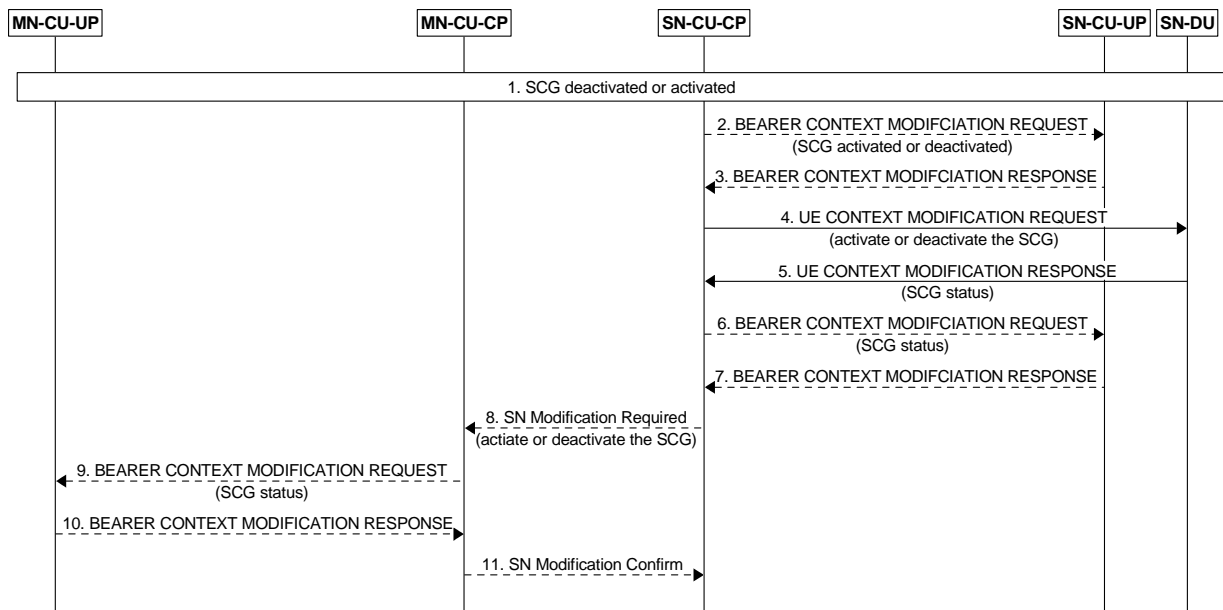 MN-CU-UP MN-CU-CP SN-CU-CP SN-CU-UP SN-DU
1. SCG deactivated or activated
2. BEARER CONTEXT MODIFCIATION REQUEST
(SCG activated or deactivated)
3. BEARER CONTEXT MODIFCIATION RESPONSE
4. UE CONTEXT MODIFICATION REQUEST
(activate or deactivate the SCG)
5. UE CONTEXT MODIFICATION RESPONSE
(SCG status)
6. BEARER CONTEXT MODIFCIATION REQUEST
(SCG status)
7. BEARER CONTEXT MODIFCIATION RESPONSE
8. SN Modification Required
(actiate or deactivate the SCG)
9. BEARER CONTEXT MODIFICATION REQUEST
(SCG status)
10. BEARER CONTEXT MODIFICATION RESPONSE
11. SN Modification Confirm